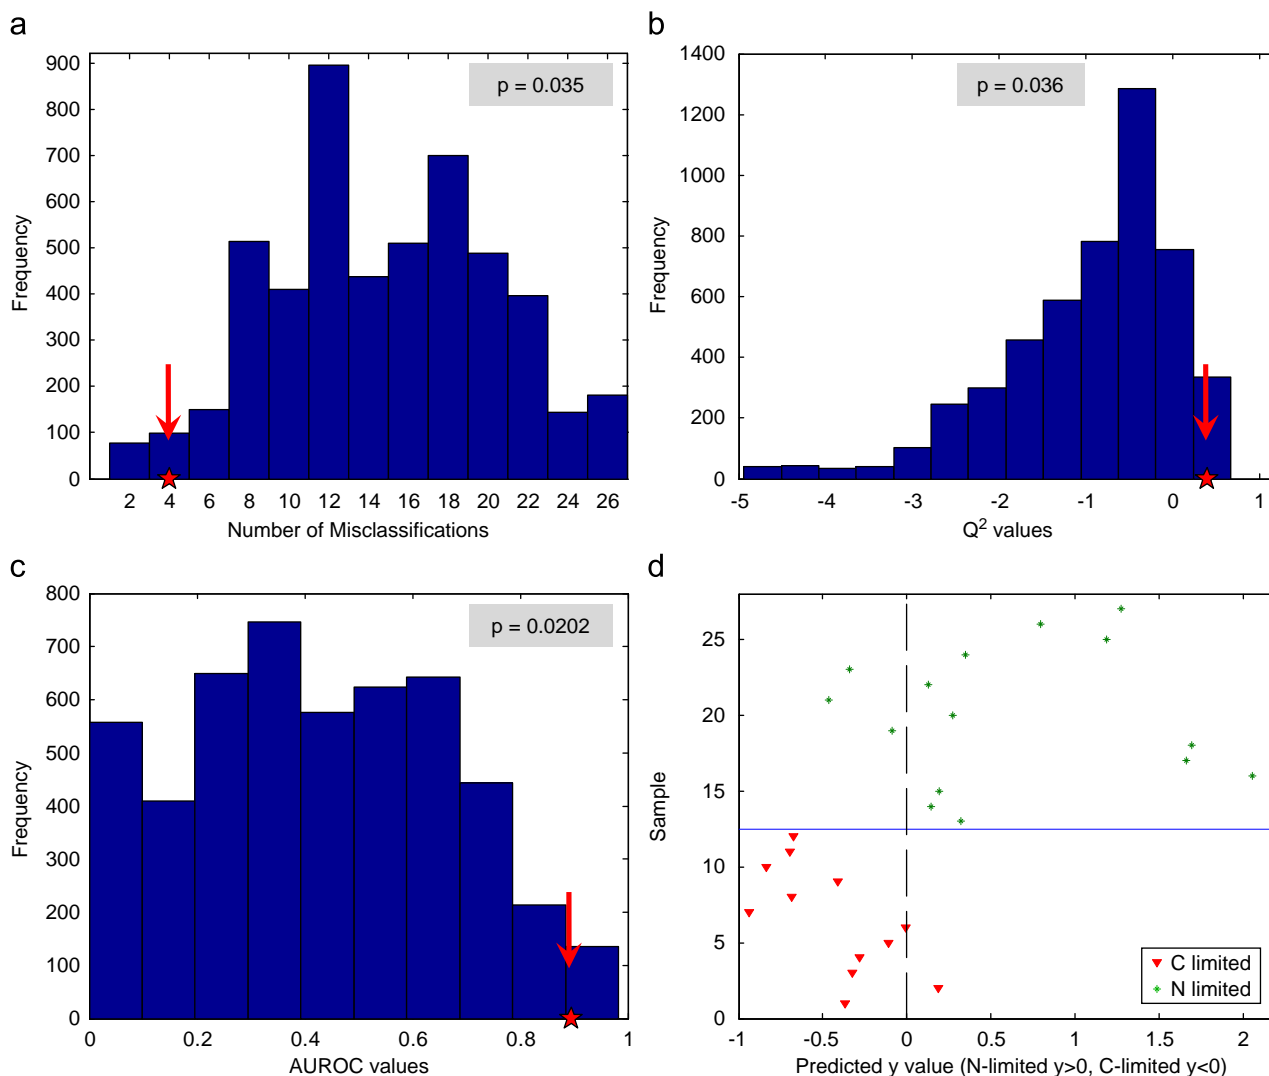 a
p = 0.035
900
800
700
600
500
400
300
200
100
0
Frequency
2 4 6 8 10 12 14 16 18 20 22 24 26
Number of Misclassifications
b
p = 0.036
1400
1200
1000
800
600
400
200
0
Frequency
-5 -4 -3 -2 -1 0 1
Q² values
c
p = 0.0202
800
700
600
500
400
300
200
100
0
Frequency
0 0.2 0.4 0.6 0.8 1
AUROC values
d
25
20
15
10
5
0
Sample
C limited
N limited
-1 -0.5 0 0.5 1 1.5 2
Predicted y value (N-limited y>0, C-limited y<0)